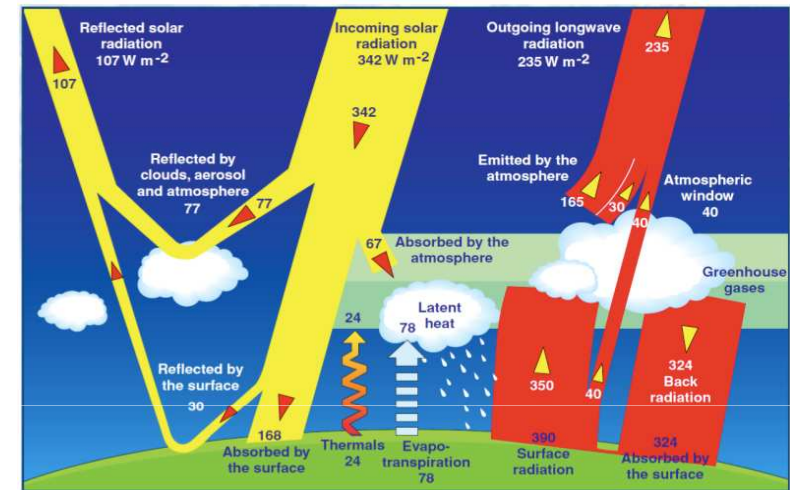 Reflected solar
radiation
107 W m-2
107
Incoming solar
radiation
342 W m-2
342
Outgoing longwave
radiation
235 W m-2
235
Reflected by
clouds, aerosol
and atmosphere
77
77
Emitted by the
atmosphere
165
30
40
Atmospheric
window
40
67
Absorbed by the
atmosphere
Greenhouse
gases
24
78
Latent
heat
350
40
324
Back
radiation
Reflected by
the surface
30
168
Absorbed by
the surface
Thermals
24
Evapo-
transpiration
78
390
Surface
radiation
324
Absorbed by
the surface